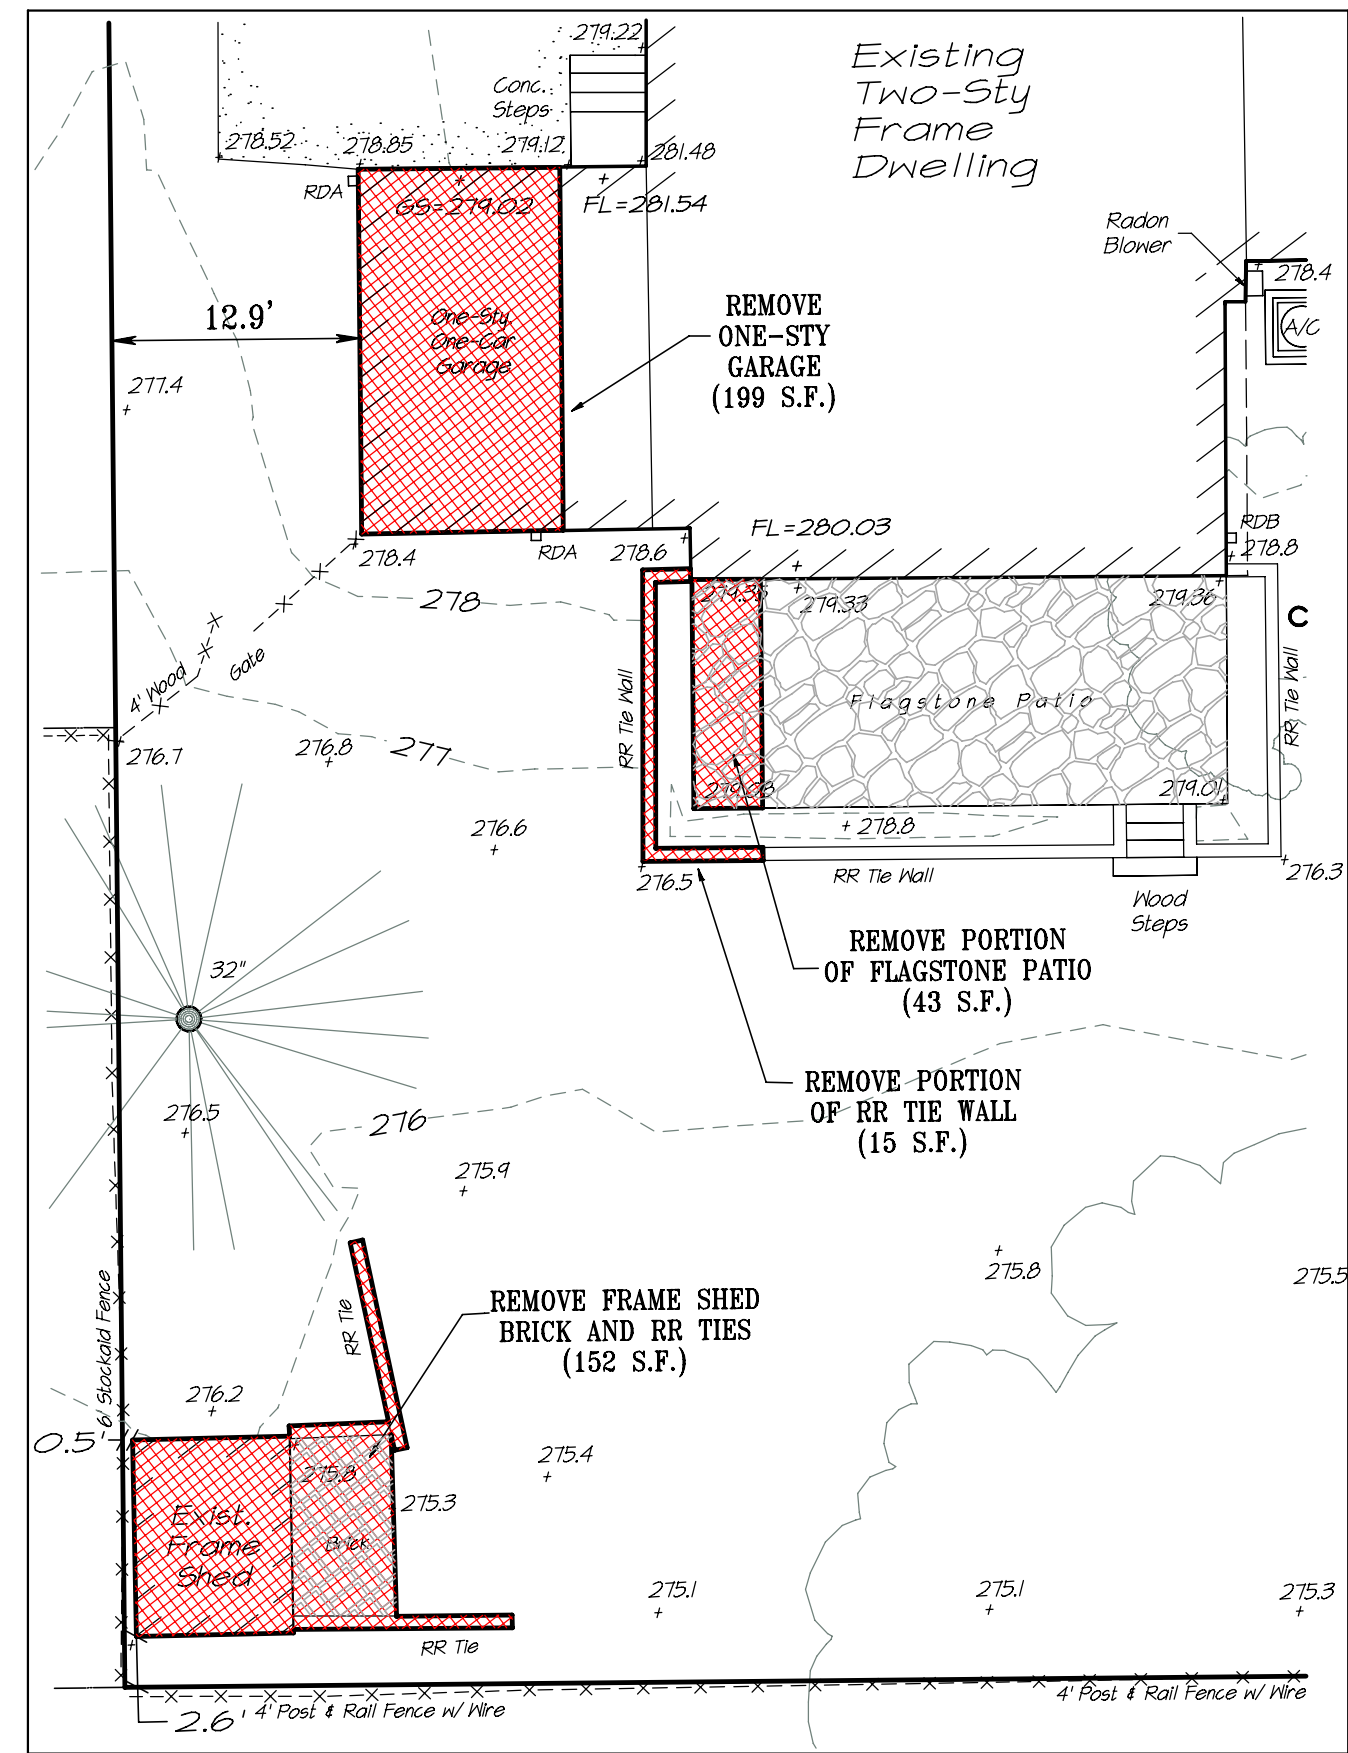 279.22
Existing
Two-Sty
Frame
Dwelling
Conc.
Steps
278.52
278.85
279.12
281.48
RDA
GS=279.02
FL=281.54
Radon
Blower
278.4
A/C
12.9'
One-Sty
One-Car
Garage
REMOVE
ONE-STY
GARAGE
(199 S.F.)
277.4
278.4
RDA
278.6
FL=280.03
RDB
278.8
278
279.33
279.36
C
4' Wood
Gate
RR Tie Wall
Flagstone Patio
RR Tie Wall
276.7
276.8
277
279.01
276.6
278.8
276.5
RR Tie Wall
276.3
Wood
Steps
REMOVE PORTION
OF FLAGSTONE PATIO
(43 S.F.)
32"
REMOVE PORTION
OF RR TIE WALL
(15 S.F.)
276.5
276
275.9
275.8
275.5
6' Stockaid Fence
RR Tie
REMOVE FRAME SHED
BRICK AND RR TIES
(152 S.F.)
276.2
0.5'
275.4
275.8
275.3
Exist.
Frame
Shed
Brick
275.1
275.1
275.3
RR Tie
2.6'
4' Post & Rail Fence w/ Wire
4' Post & Rail Fence w/ Wire